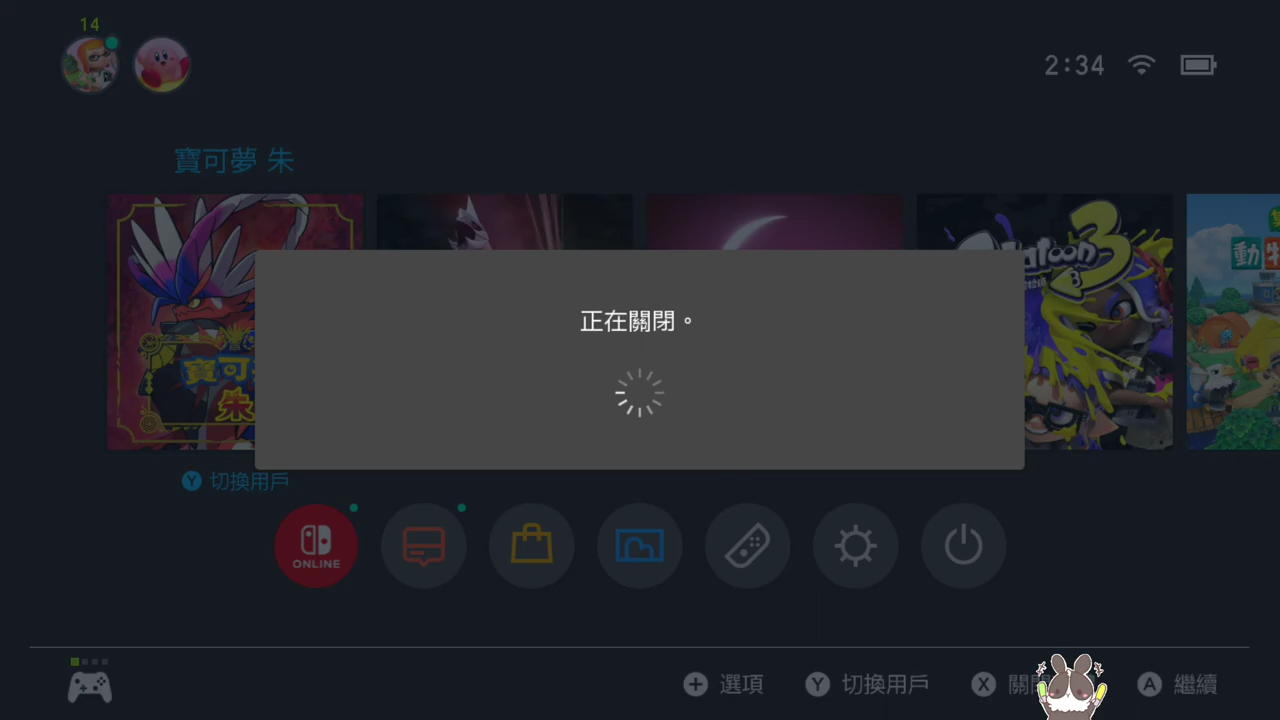 14
2:34
寶可夢 朱
動
寶可
朱
3
正在關閉。
Y 切換用戶
ONLINE
+ 選項
Y 切換用戶
X 關
A 繼續